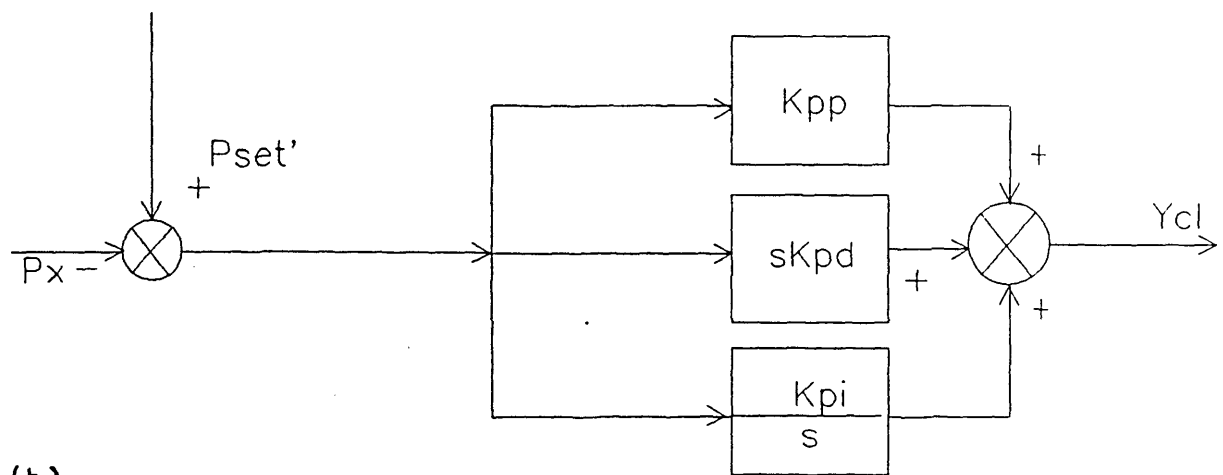 Pset'
+
Px -
Kpp
+
sKpd
+
Ycl
Kpi
s
+
(b)